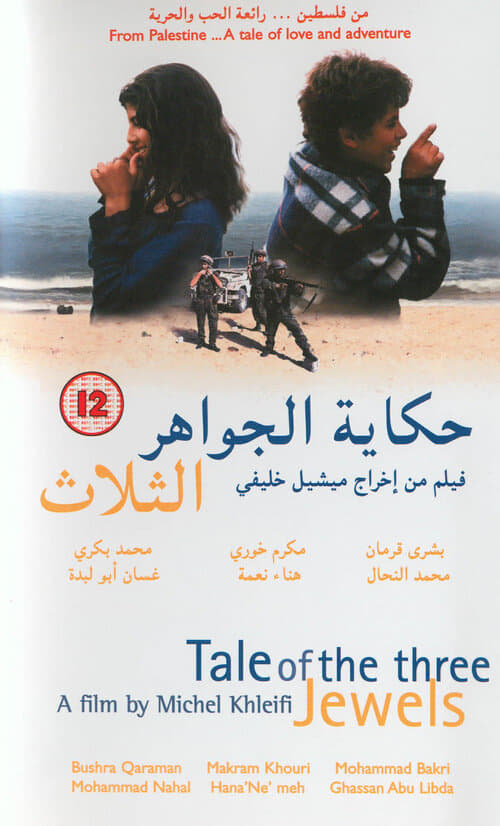 من فلسطين ... رائعة الحب والحرية
From Palestine ...A tale of love and adventure
12
حكاية الجواهر
الثلاث
فيلم من إخراج ميشيل خليفي
بشرى قرمان مكرم خوري محمد بكري
محمد النحال هناء نعمة غسان أبو لبدة
Tale of the three
A film by Michel Khleifi Jewels
Bushra Qaraman Makram Khouri Mohammad Bakri
Mohammad Nahal Hana'Ne' meh Ghassan Abu Libda